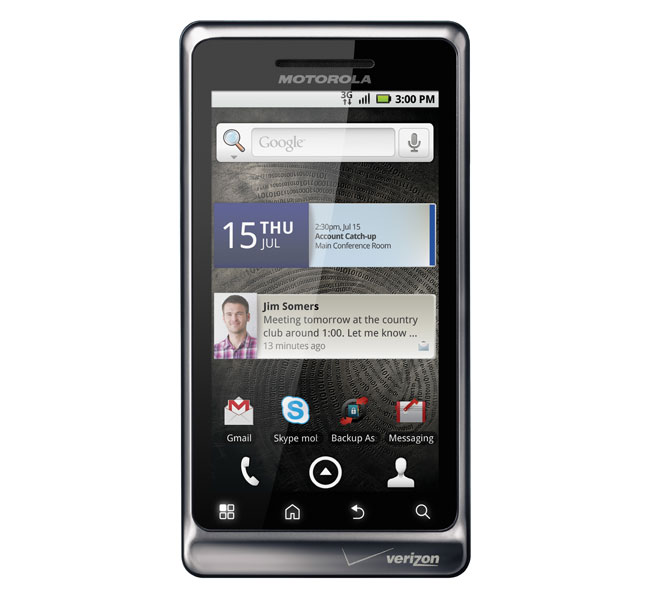 MOTOROLA
3G 3:00 PM
Google
15 THU
JUL
2:30pm, Jul 15
Account Catch-up
Main Conference Room
Jim Somers
Meeting tomorrow at the country
club around 1:00. Let me know ...
13 minutes ago
Gmail Skype mol Backup As Messaging
verizon